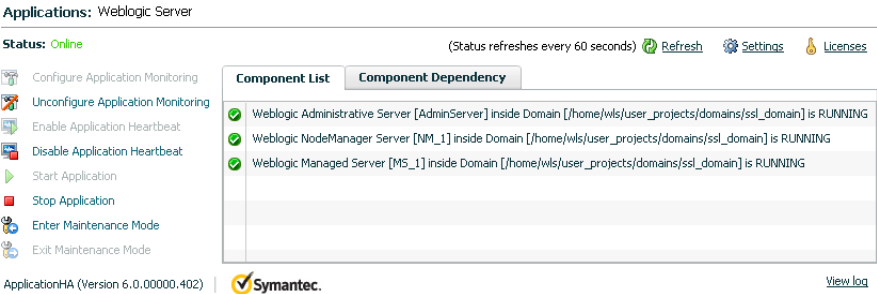 Applications: Weblogic Server
Status: Online
(Status refreshes every 60 seconds) Refresh Settings Licenses
Configure Application Monitoring
Unconfigure Application Monitoring
Enable Application Heartbeat
Disable Application Heartbeat
Start Application
Stop Application
Enter Maintenance Mode
Exit Maintenance Mode
Component List Component Dependency
Weblogic Administrative Server [AdminServer] inside Domain [/home/wls/user_projects/domains/ssl_domain] is RUNNING
Weblogic NodeManager Server [NM_1] inside Domain [/home/wls/user_projects/domains/ssl_domain] is RUNNING
Weblogic Managed Server [MS_1] inside Domain [/home/wls/user_projects/domains/ssl_domain] is RUNNING
ApplicationHA (Version 6.0.00000.402) Symantec. View log